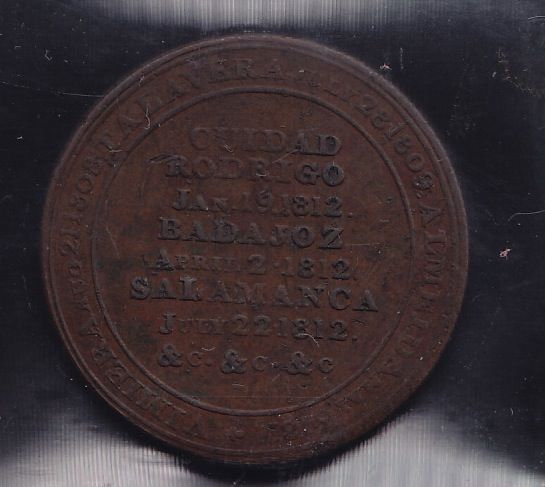 CUIDAD
RODRIGO
JAN. 19. 1812.
BADAJOZ
APRIL 2. 1812.
SALAMANCA
JULY 22 1812.
&C. &C. &C
VIMIERA AUG 21 1808. TALAVERA JULY 28 1809. ALMEIDA